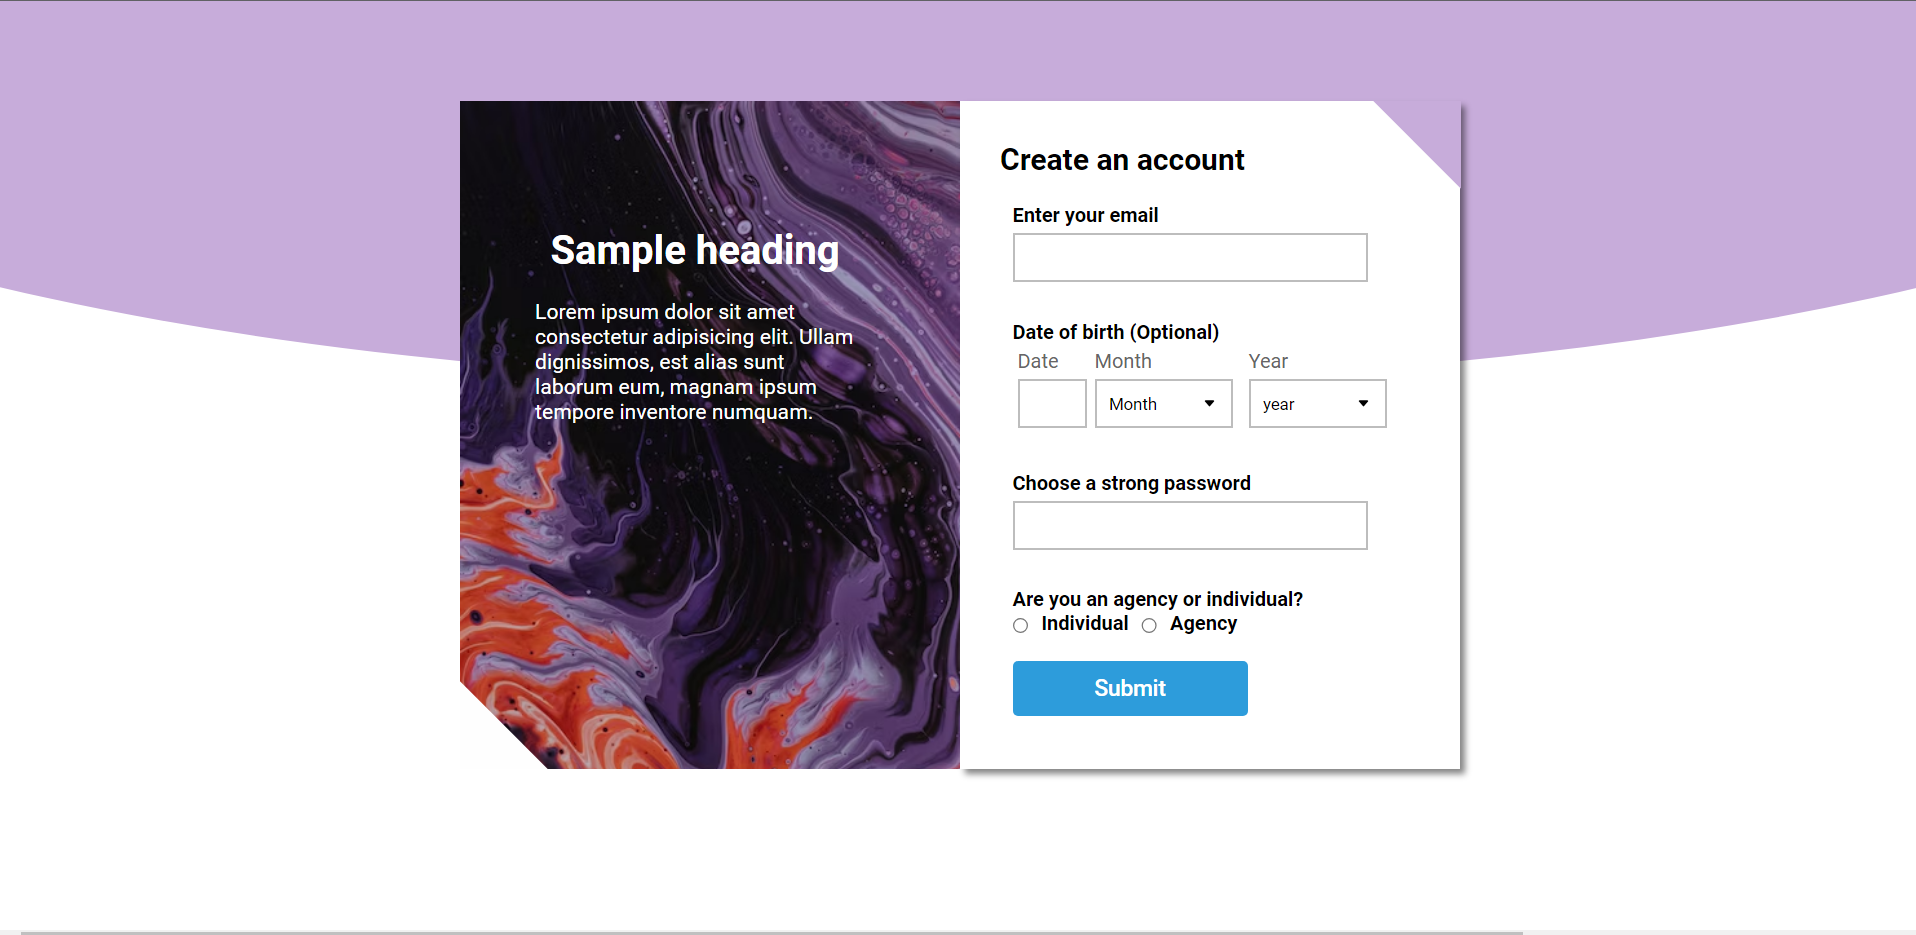 Sample heading
Lorem ipsum dolor sit amet
consectetur adipisicing elit. Ullam
dignissimos, est alias sunt
laborum eum, magnam ipsum
tempore inventore numquam.
Create an account
Enter your email
Date of birth (Optional)
Date Month Year
Month year
Choose a strong password
Are you an agency or individual?
Individual Agency
Submit